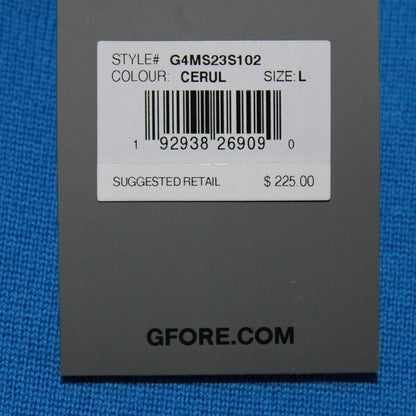 STYLE# G4MS23S102
COLOUR: CERUL SIZE: L
1 92938 26909 0
SUGGESTED RETAIL $ 225.00
GFORE.COM